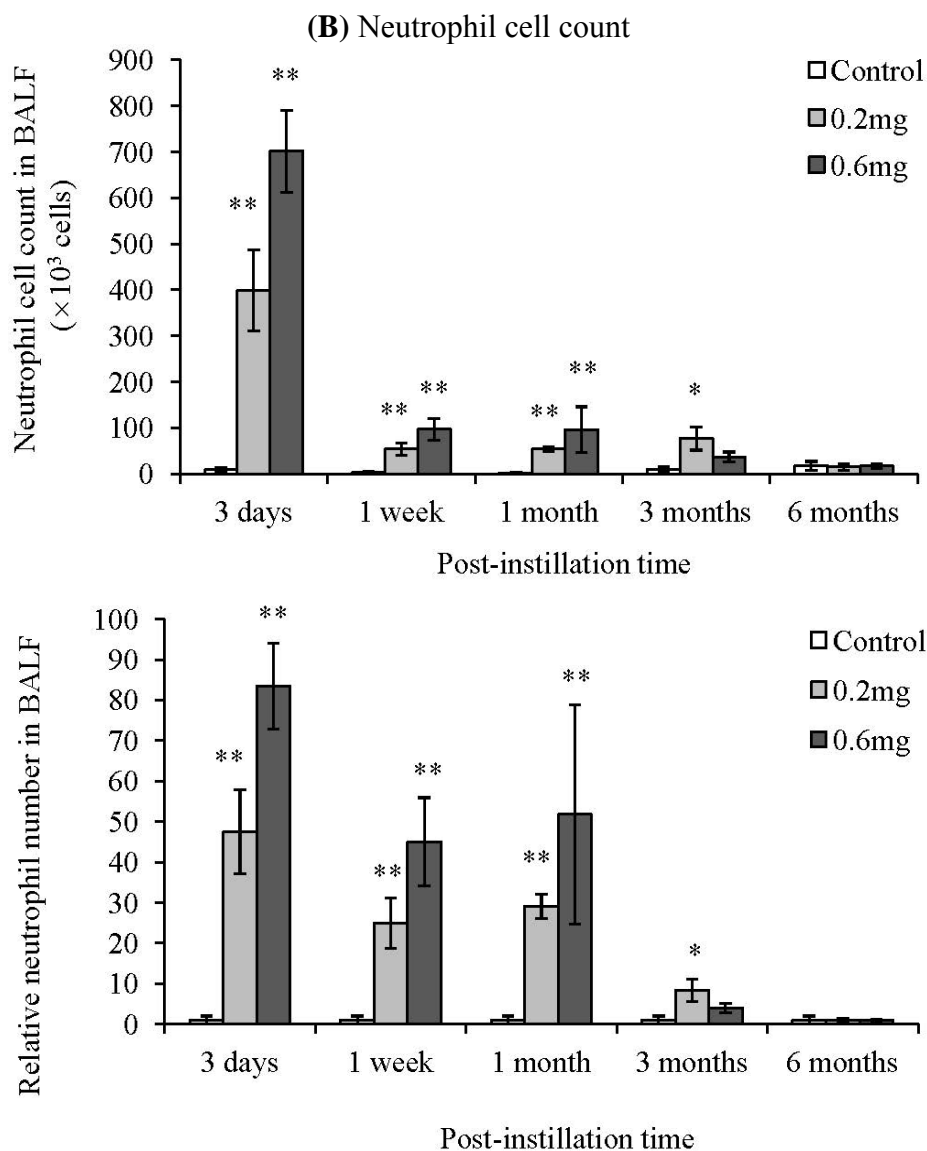 (B) Neutrophil cell count
Neutrophil cell count in BALF
(×10³ cells)
900
800
700
600
500
400
300
200
100
0
**
**
**
**
**
**
*
Control
0.2mg
0.6mg
3 days
1 week
1 month
3 months
6 months
Post-instillation time
Relative neutrophil number in BALF
100
90
80
70
60
50
40
30
20
10
0
**
**
**
**
**
**
*
Control
0.2mg
0.6mg
3 days
1 week
1 month
3 months
6 months
Post-instillation time